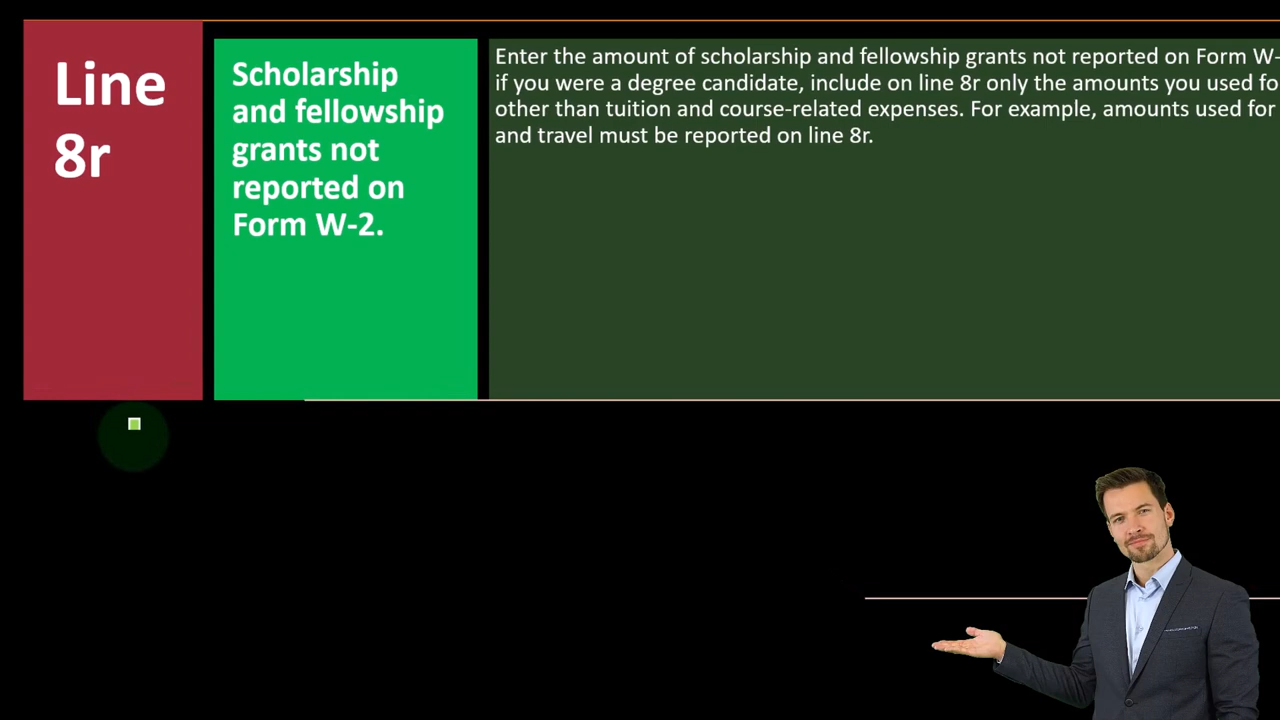 Line
8r
Scholarship
and fellowship
grants not
reported on
Form W-2.
Enter the amount of scholarship and fellowship grants not reported on Form W-
if you were a degree candidate, include on line 8r only the amounts you used fo
other than tuition and course-related expenses. For example, amounts used for
and travel must be reported on line 8r.